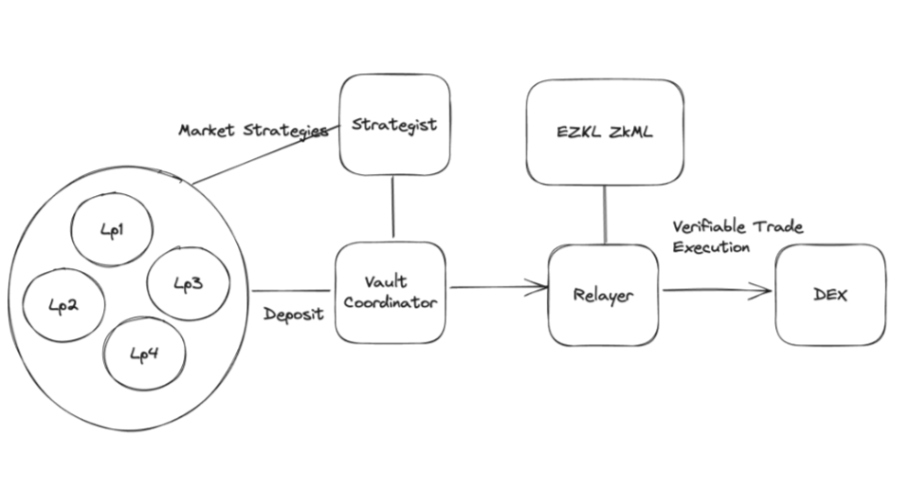 Market Strategies
Strategist
EZKL ZkML
Lp1
Lp2
Lp3
Lp4
Deposit
Vault
Coordinator
Relayer
Verifiable Trade
Execution
DEX